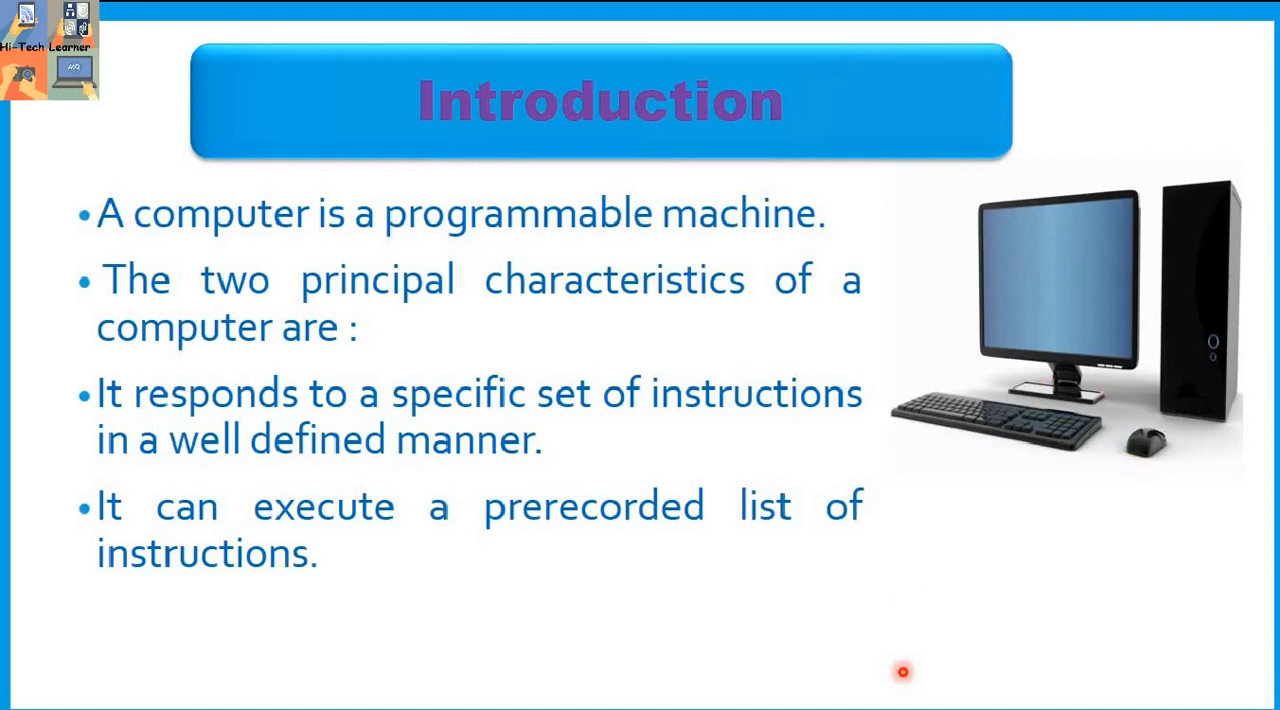 Hi-Tech Learner
Introduction
•A computer is a programmable machine.
• The two principal characteristics of a
computer are :
•It responds to a specific set of instructions
in a well defined manner.
•It can execute a prerecorded list of
instructions.